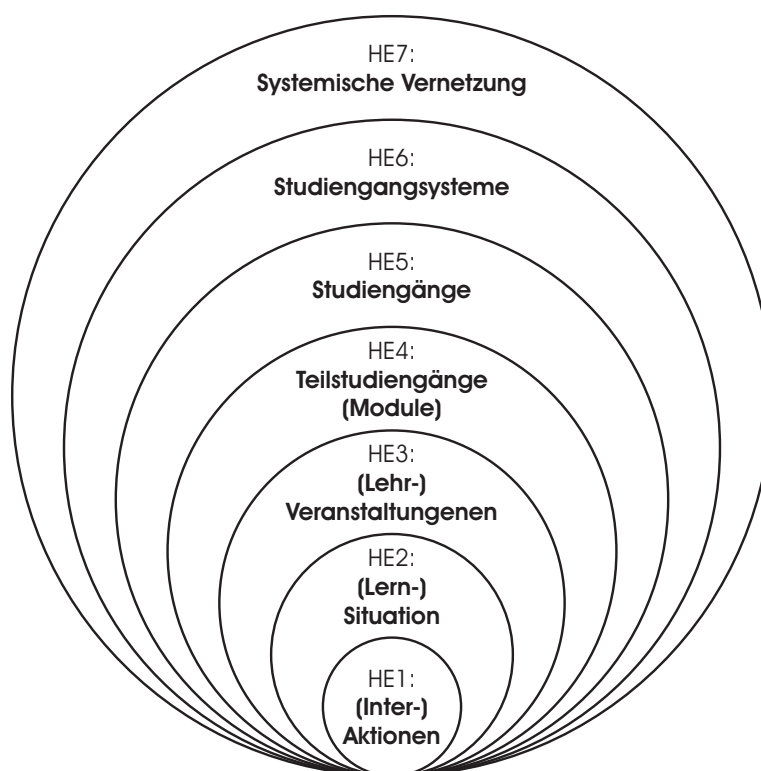 HE7:
Systemische Vernetzung
HE6:
Studiengangsysteme
HE5:
Studiengänge
HE4:
Teilstudiengänge
(Module)
HE3:
(Lehr-)
Veranstaltungenen
HE2:
(Lern-)
Situation
HE1:
(Inter-)
Aktionen